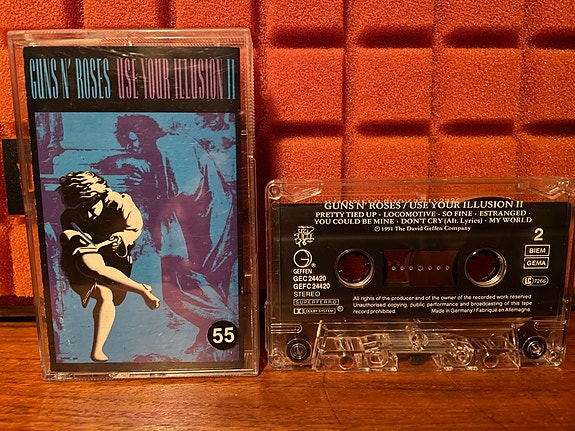 GUNS N' ROSES USE YOUR ILLUSION II
55
GUNS N' ROSES / USE YOUR ILLUSION II
PRETTY TIED UP · LOCOMOTIVE · SO FINE · ESTRANGED ·
YOU COULD BE MINE · DON'T CRY (Alt. Lyrics) · MY WORLD
℗ 1991 The David Geffen Company
2
G
GEFFEN
GEC 24420
GEFC 24420
STEREO
SUPERFERRO
DOLBY SYSTEM
BIEM
GEMA
LC 7266
All rights of the producer and of the owner of the recorded work reserved.
Unauthorised copying, public performance and broadcasting of this tape
record prohibited.
Made in Germany / Fabriqué en Allemagne.